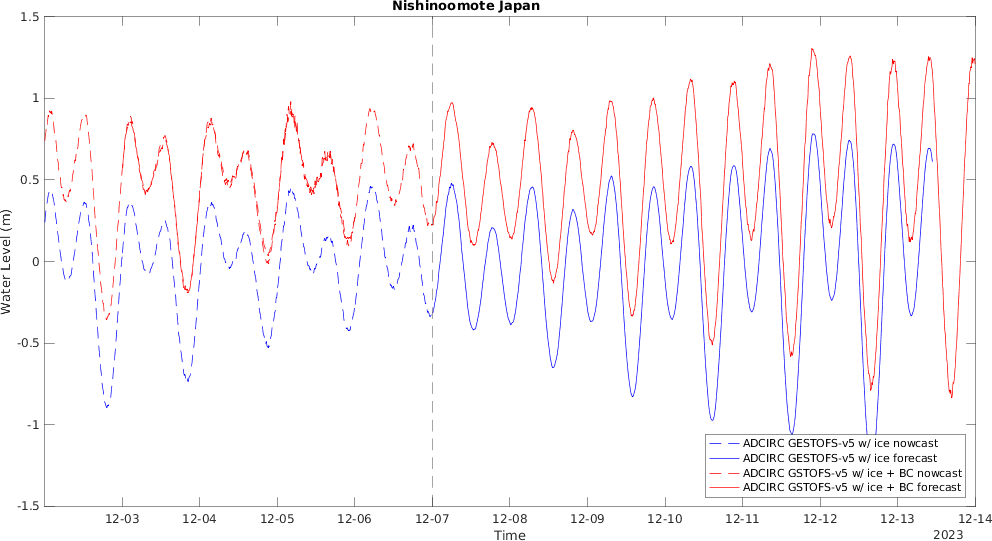 Nishinoomote Japan
1.5
1
0.5
0
-0.5
-1
-1.5
Water Level (m)
12-03 12-04 12-05 12-06 12-07 12-08 12-09 12-10 12-11 12-12 12-13 12-14
Time
2023
ADCIRC GESTOFS-v5 w/ ice nowcast
ADCIRC GESTOFS-v5 w/ ice forecast
ADCIRC GSTOFS-v5 w/ ice + BC nowcast
ADCIRC GSTOFS-v5 w/ ice + BC forecast